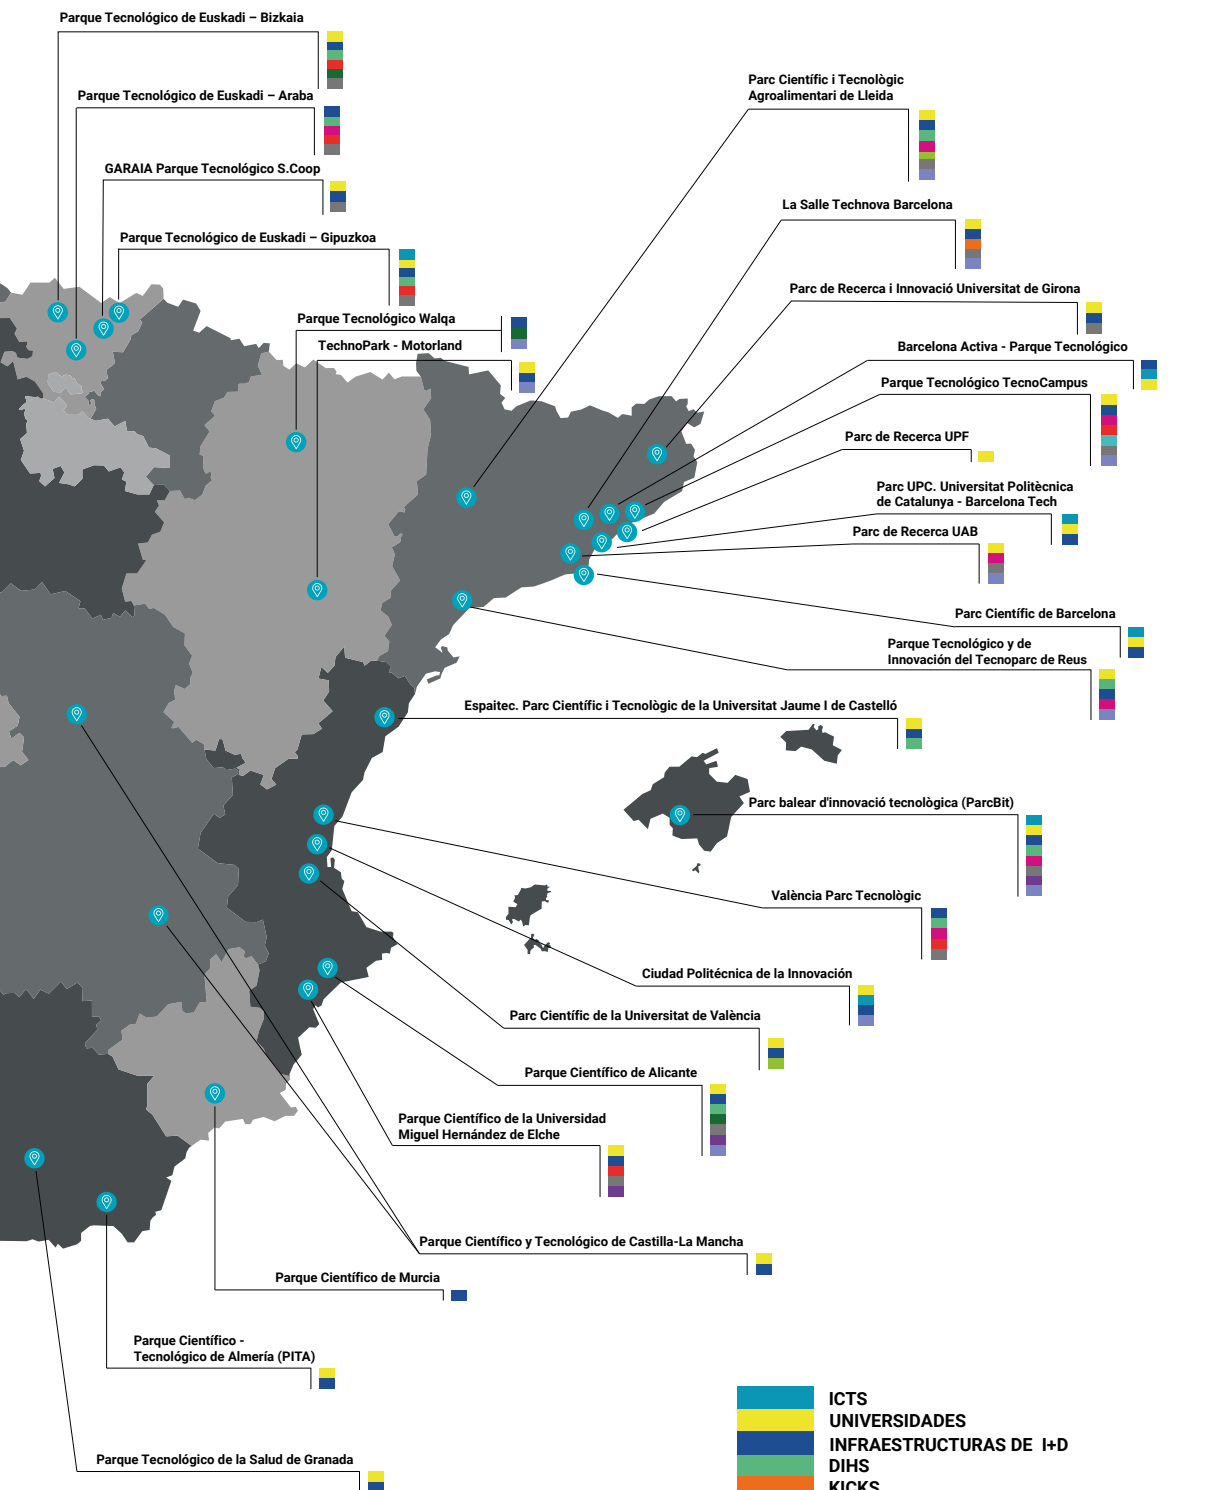 Parque Tecnológico de Euskadi – Bizkaia
Parque Tecnológico de Euskadi – Araba
GARAIA Parque Tecnológico S.Coop
Parque Tecnológico de Euskadi – Gipuzkoa
Parque Tecnológico Walqa
TechnoPark - Motorland
Parc Científic i Tecnològic
Agroalimentari de Lleida
La Salle Technova Barcelona
Parc de Recerca i Innovació Universitat de Girona
Barcelona Activa - Parque Tecnológico
Parque Tecnológico TecnoCampus
Parc de Recerca UPF
Parc UPC. Universitat Politècnica
de Catalunya - Barcelona Tech
Parc de Recerca UAB
Parc Científic de Barcelona
Parque Tecnológico y de
Innovación del Tecnoparc de Reus
Espaitec. Parc Científic i Tecnològic de la Universitat Jaume I de Castelló
Parc balear d'innovació tecnològica (ParcBit)
València Parc Tecnològic
Ciudad Politécnica de la Innovación
Parc Científic de la Universitat de València
Parque Científico de Alicante
Parque Científico de la Universidad
Miguel Hernández de Elche
Parque Científico y Tecnológico de Castilla-La Mancha
Parque Científico de Murcia
Parque Científico -
Tecnológico de Almería (PITA)
Parque Tecnológico de la Salud de Granada
ICTS
UNIVERSIDADES
INFRAESTRUCTURAS DE I+D
DIHS
KICKS